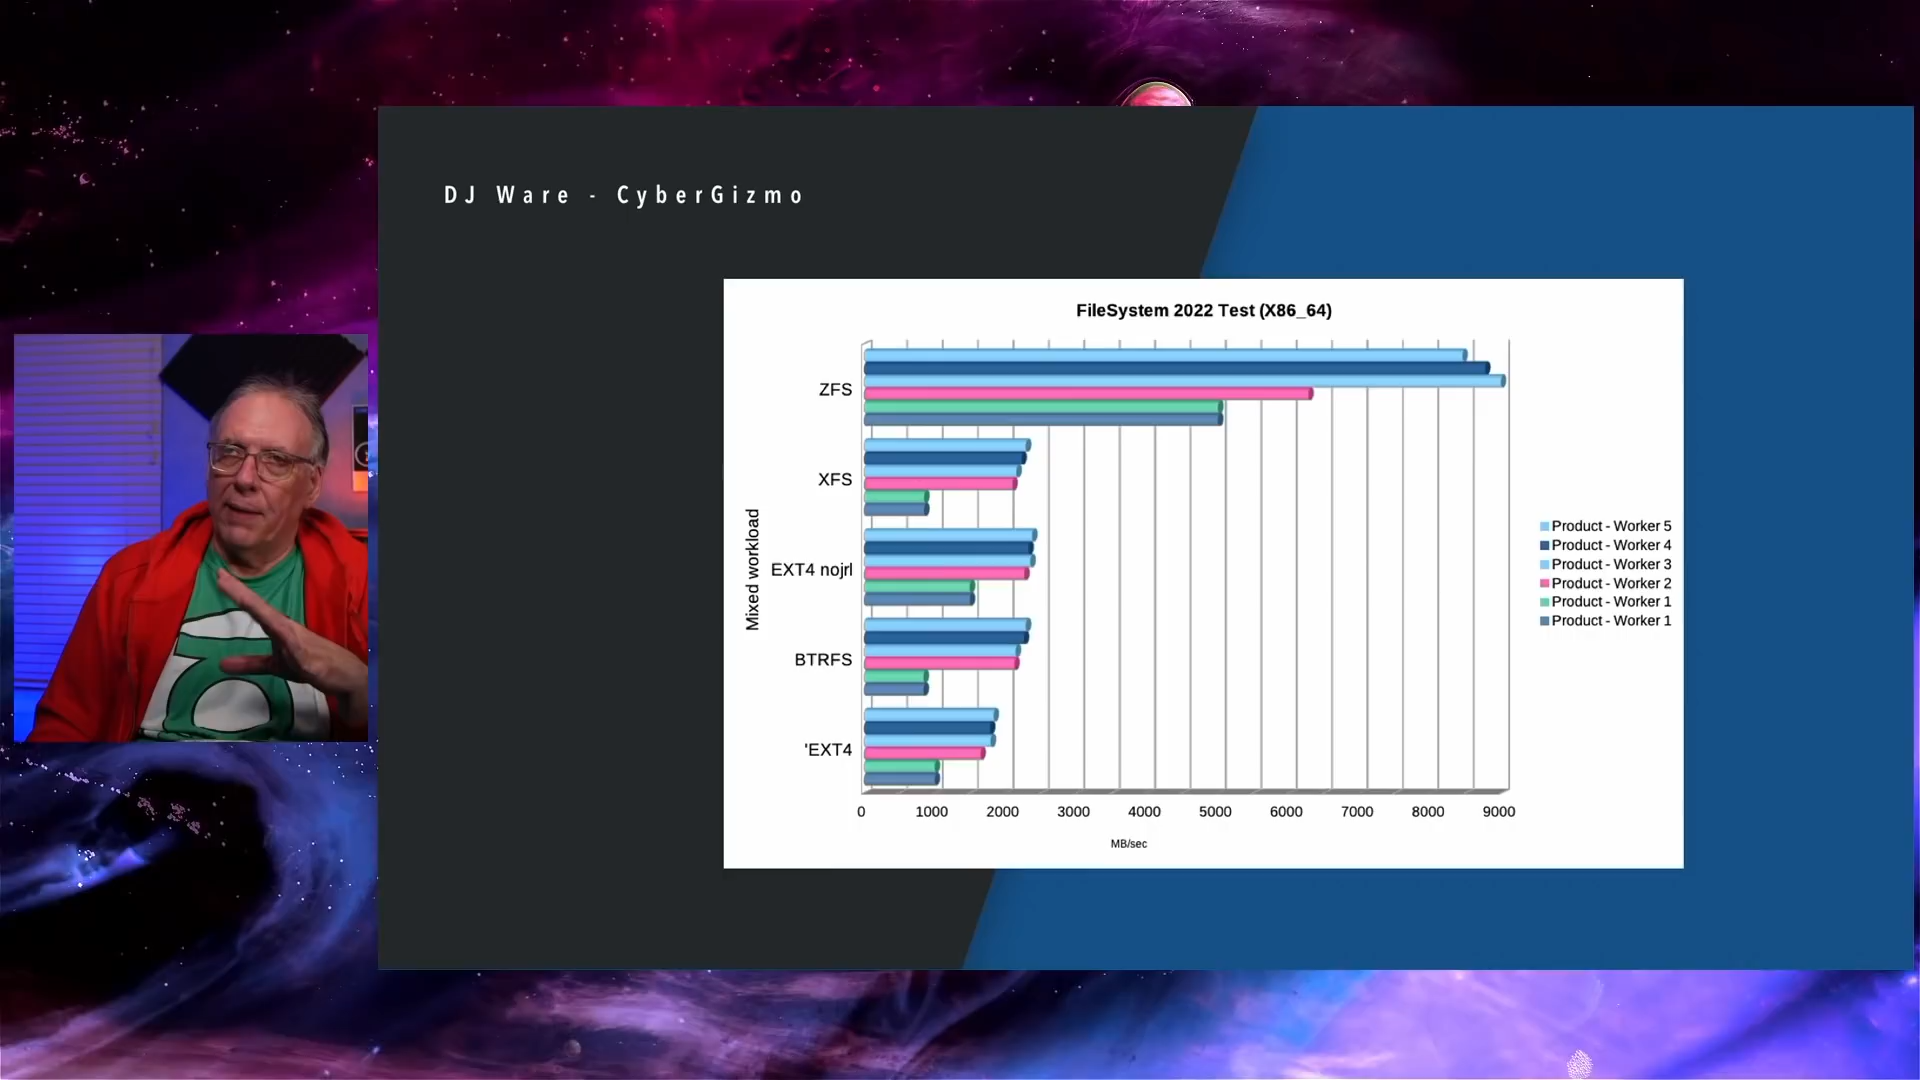 DJ Ware - CyberGizmo
FileSystem 2022 Test (X86_64)
Mixed workload
ZFS
XFS
EXT4 nojrl
BTRFS
'EXT4
0 1000 2000 3000 4000 5000 6000 7000 8000 9000
MB/sec
Product - Worker 5
Product - Worker 4
Product - Worker 3
Product - Worker 2
Product - Worker 1
Product - Worker 1